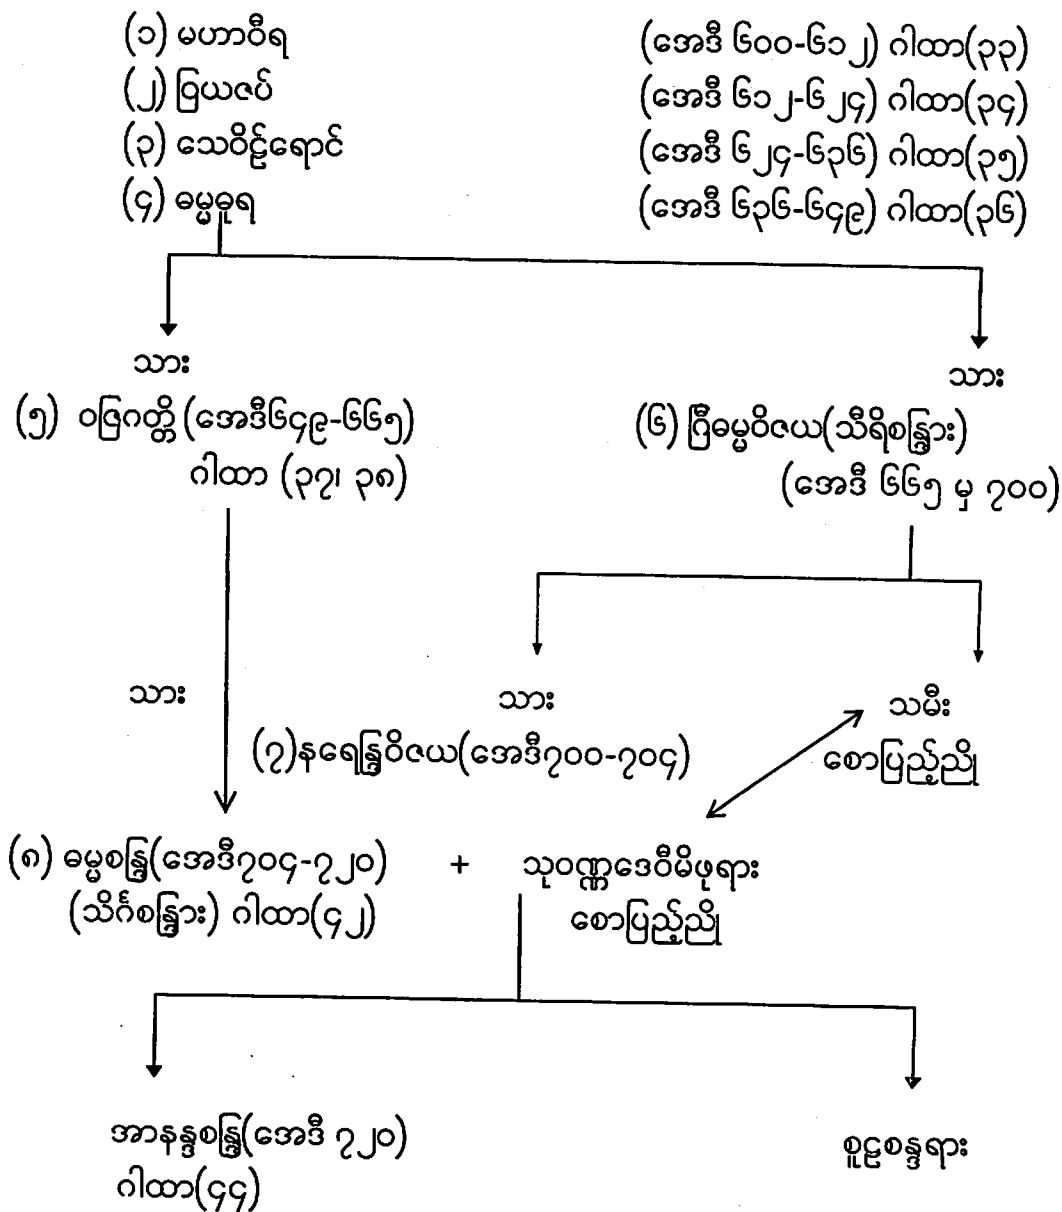 (၁) မဟာဝီရ (အေဒီ ၆၀၀-၆၁၂) ဂါထာ(၃၃)
(၂) ဝြယဇပ် (အေဒီ ၆၁၂-၆၂၄) ဂါထာ(၃၄)
(၃) သေဝိဠ်ရောင် (အေဒီ ၆၂၄-၆၃၆) ဂါထာ(၃၅)
(၄) ဓမ္မဓူရ (အေဒီ ၆၃၆-၆၄၉) ဂါထာ(၃၆)
သား သား
(၅) ဝဇြဂတ္တိ (အေဒီ၆၄၉-၆၆၅) (၆) ဂြီဓမ္မဝိဇယ(သီရိစန္ဒြား)
ဂါထာ (၃၇၊ ၃၈) (အေဒီ ၆၆၅ မှ ၇၀၀)
သား သား သမီး
(၇)နရေန္ဒြဝိဇယ(အေဒီ၇၀၀-၇၀၄) စောပြည့်ညို
(၈) ဓမ္မစန္ဒြ(အေဒီ၇၀၄-၇၂၀) + သုဝဏ္ဏဒေဝီမိဖုရား
(သိင်္ဂစန္ဒြား) ဂါထာ(၄၂) စောပြည့်ညို
အာနန္ဒစန္ဒြ(အေဒီ ၇၂၀) စူဠစန္ဒရား
ဂါထာ(၄၄)